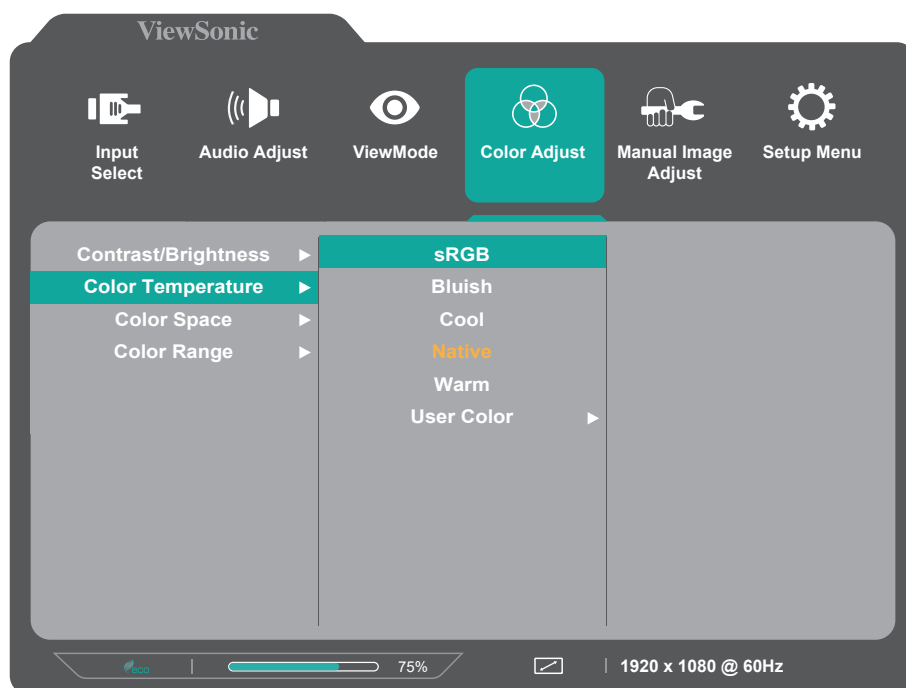 ViewSonic
Input
Select
Audio Adjust
ViewMode
Color Adjust
Manual Image
Adjust
Setup Menu
Contrast/Brightness
Color Temperature
Color Space
Color Range
sRGB
Bluish
Cool
Native
Warm
User Color
eco
75%
1920 x 1080 @ 60Hz